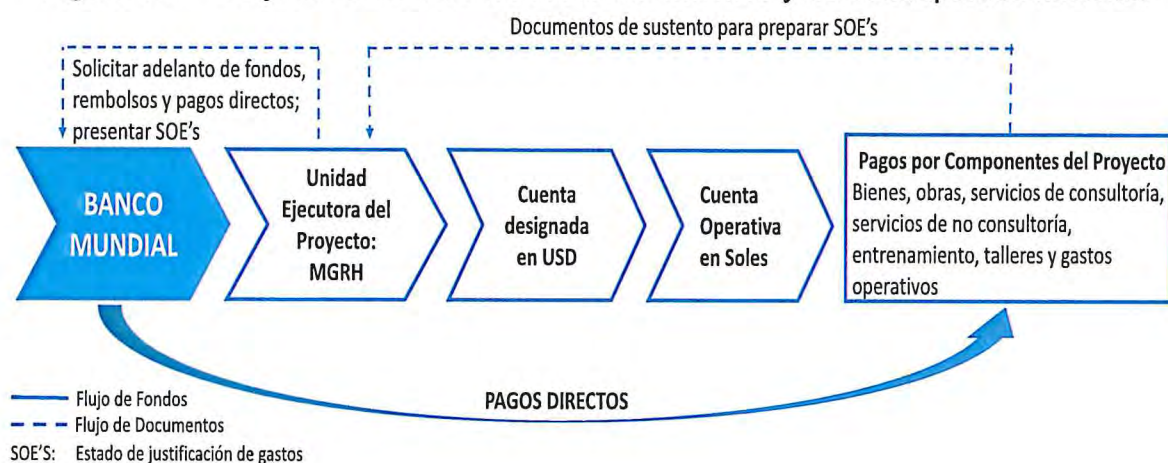 Documentos de sustento para preparar SOE's
Solicitar adelanto de fondos,
rembolsos y pagos directos;
presentar SOE's
BANCO
MUNDIAL
Unidad
Ejecutora del
Proyecto:
MGRH
Cuenta
designada
en USD
Cuenta
Operativa
en Soles
Pagos por Componentes del Proyecto
Bienes, obras, servicios de consultoría,
servicios de no consultoría,
entrenamiento, talleres y gastos
operativos
PAGOS DIRECTOS
Flujo de Fondos
Flujo de Documentos
SOE'S: Estado de justificación de gastos